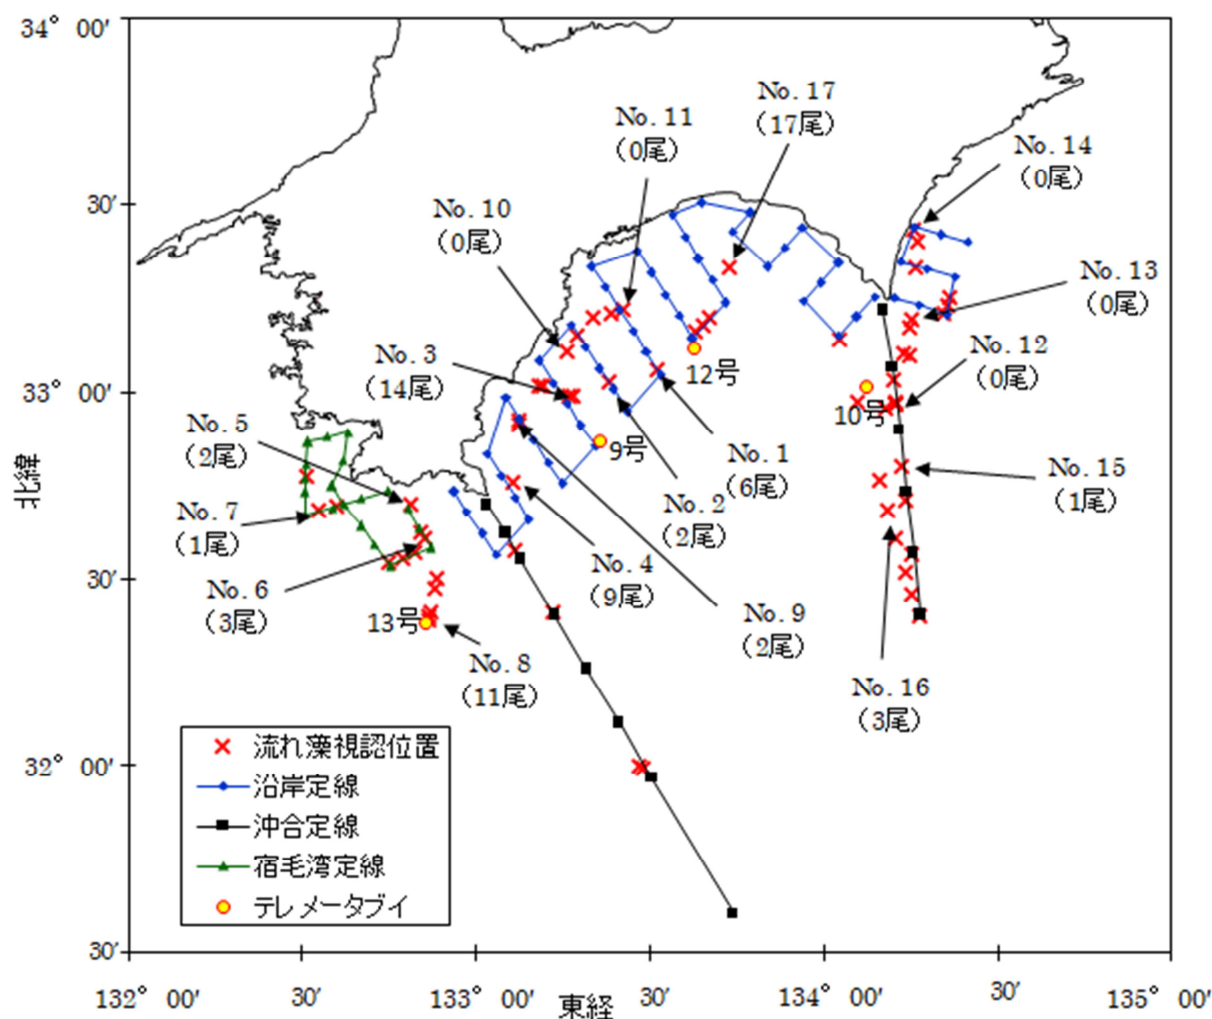 34° 00′
No. 17
(17尾)
No. 11
(0尾)
No. 14
(0尾)
30′
No. 10
(0尾)
No. 13
(0尾)
No. 3
(14尾)
12号
No. 12
(0尾)
33° 00′
10号
No. 5
(2尾)
9号
No. 1
(6尾)
No. 15
(1尾)
北緯
No. 7
(1尾)
No. 2
(2尾)
No. 4
(9尾)
30′
No. 6
(3尾)
13号
No. 9
(2尾)
No. 8
(11尾)
No. 16
(3尾)
流れ藻視認位置
32° 00′
沿岸定線
沖合定線
宿毛湾定線
テレメータブイ
30′
132° 00′
30′
133° 00′
30′
134° 00′
30′
135° 00′
東経